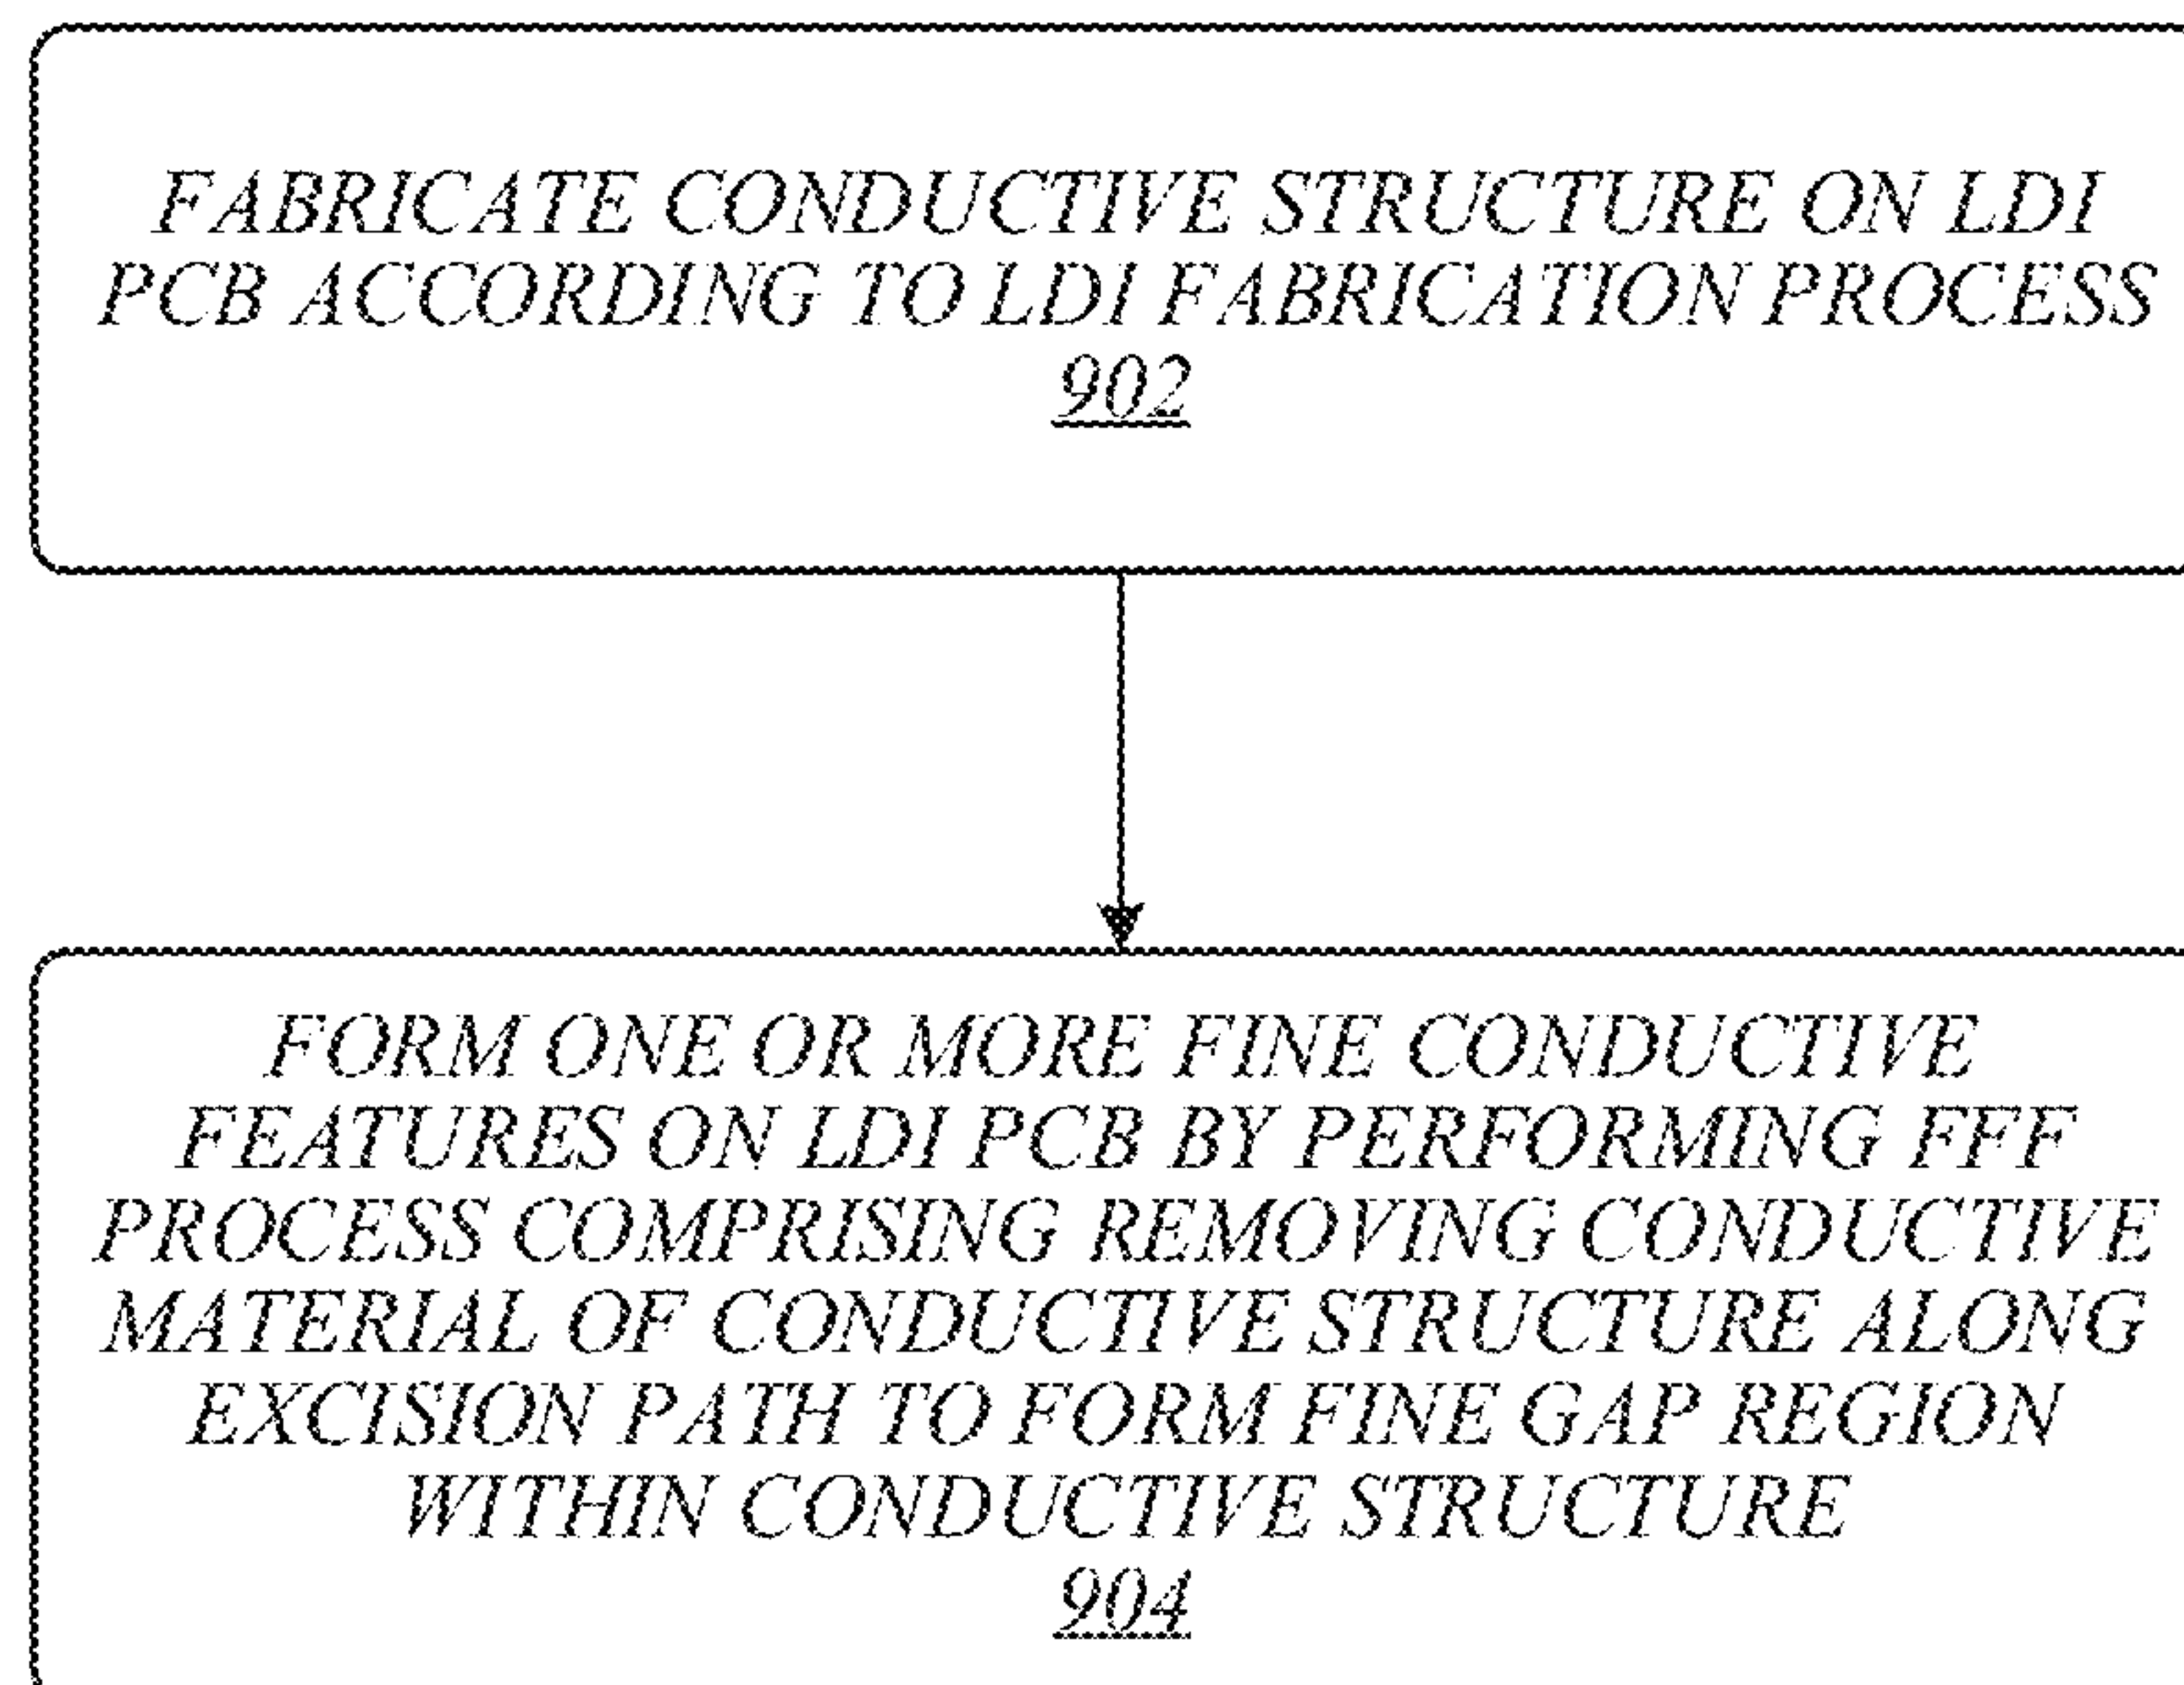 FABRICATE CONDUCTIVE STRUCTURE ON LDI
PCB ACCORDING TO LDI FABRICATION PROCESS
902
FORM ONE OR MORE FINE CONDUCTIVE
FEATURES ON LDI PCB BY PERFORMING FFF
PROCESS COMPRISING REMOVING CONDUCTIVE
MATERIAL OF CONDUCTIVE STRUCTURE ALONG
EXCISION PATH TO FORM FINE GAP REGION
WITHIN CONDUCTIVE STRUCTURE
904